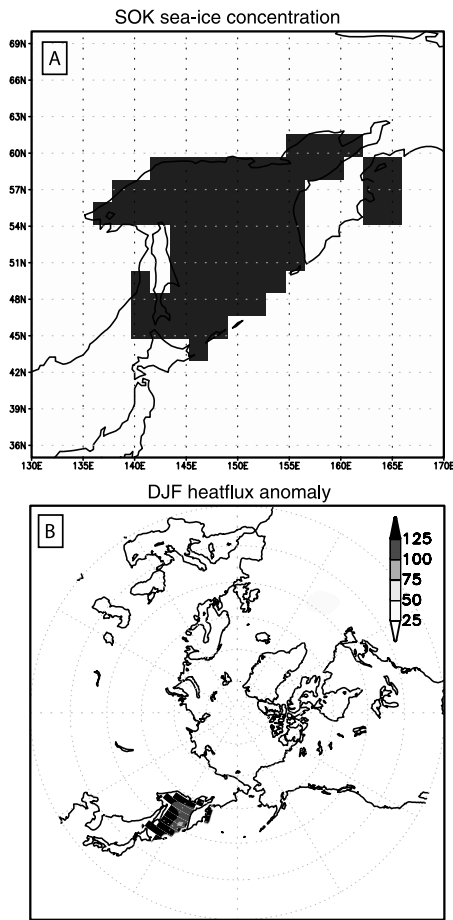 SOK sea-ice concentration
A
69N
66N
63N
60N
57N
54N
51N
48N
45N
42N
39N
36N
130E 135E 140E 145E 150E 155E 160E 165E 170E
DJF heatflux anomaly
B
125
100
75
50
25